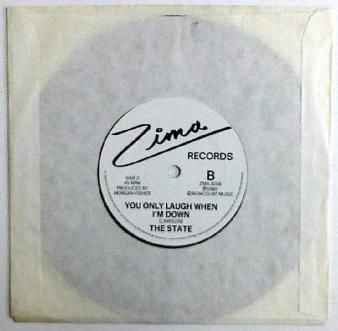 Zima
RECORDS
SIDE 2
45 RPM
PRODUCED BY
MORGAN FISHER
B
YOU ONLY LAUGH WHEN
I'M DOWN
(LAWSON)
THE STATE